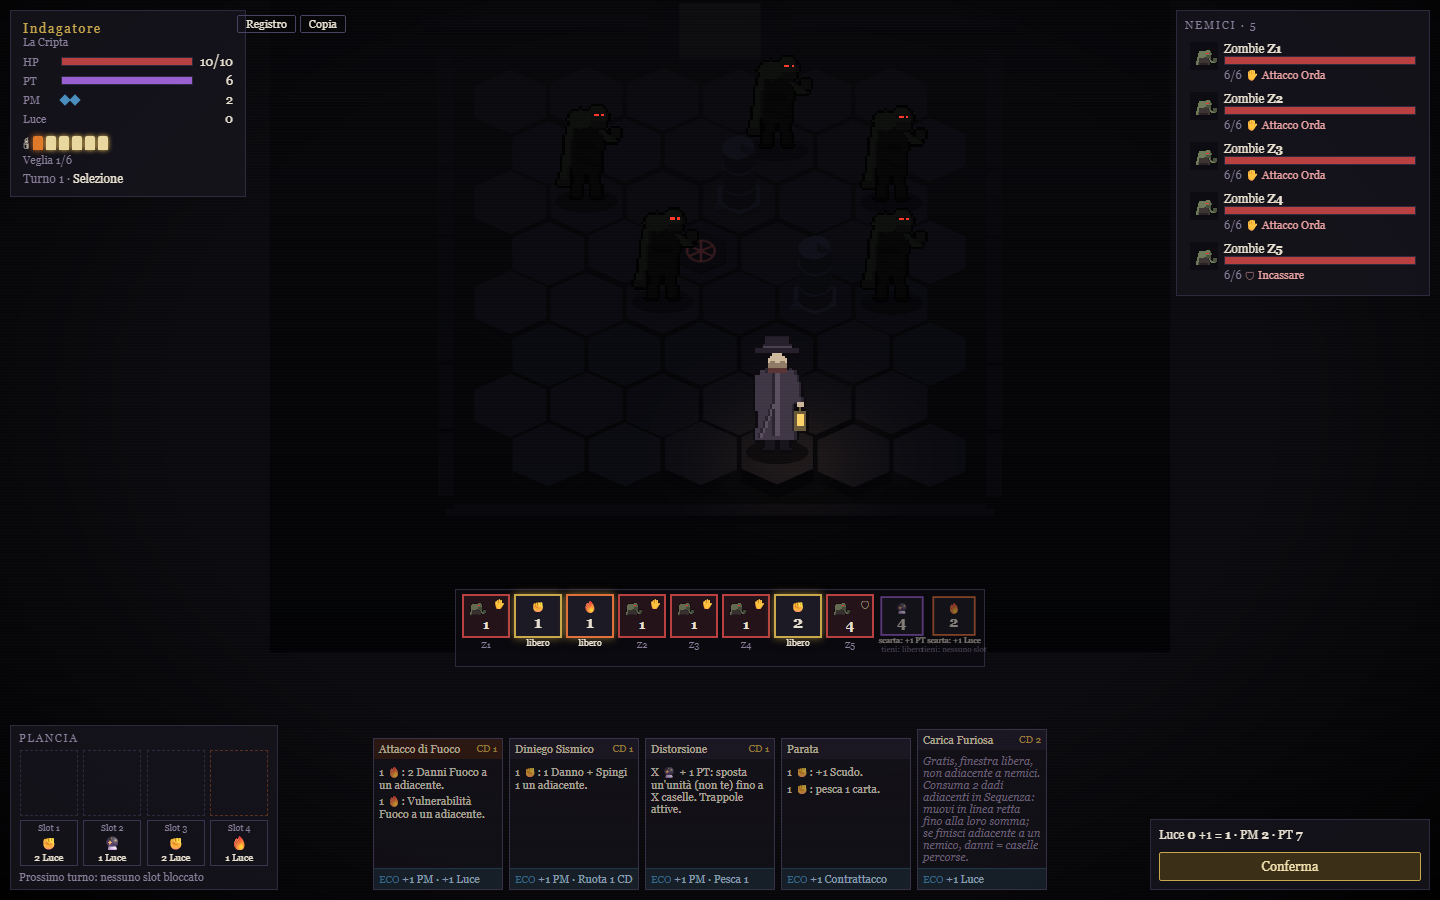 Indagatore
La Cripta
HP 10/10
PT 6
PM 2
Luce 0
Veglia 1/6
Turno 1 · Selezione
Registro
Copia
NEMICI · 5
Zombie Z1
6/6 Attacco Orda
Zombie Z2
6/6 Attacco Orda
Zombie Z3
6/6 Attacco Orda
Zombie Z4
6/6 Attacco Orda
Zombie Z5
6/6 Incassare
1 1 1 1 1 1 2 4 4 2
Z1 libero libero Z2 Z3 Z4 libero Z5 scarta: +1 PT scarta: +1 Luce
tieni: libero tieni: nessuno slot
PLANCIA
Slot 1 Slot 2 Slot 3 Slot 4
2 Luce 1 Luce 2 Luce 1 Luce
Prossimo turno: nessuno slot bloccato
Attacco di Fuoco CD 1
1 : 2 Danni Fuoco a
un adiacente.
1 : Vulnerabilità
Fuoco a un adiacente.
ECO +1 PM · +1 Luce
Diniego Sismico CD 1
1 : 1 Danno + Spingi
1 un adiacente.
ECO +1 PM · Ruota 1 CD
Distorsione CD 1
X + 1 PT: sposta
un'unità (non te) fino a
X caselle. Trappole
attive.
ECO +1 PM · Pesca 1
Parata
1 : +1 Scudo.
1 : pesca 1 carta.
ECO +1 Contrattacco
Carica Furiosa CD 2
Gratis, finestra libera,
non adiacente a nemici.
Consuma 2 dadi
adiacenti in Sequenza:
muovi in linea retta
fino alla loro somma;
se finisci adiacente a un
nemico, danni = caselle
percorse.
ECO +1 Luce
Luce 0 +1 = 1 · PM 2 · PT 7
Conferma